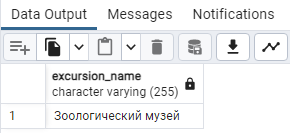 Data Output Messages Notifications
excursion_name
character varying (255)
1 Зоологический музей